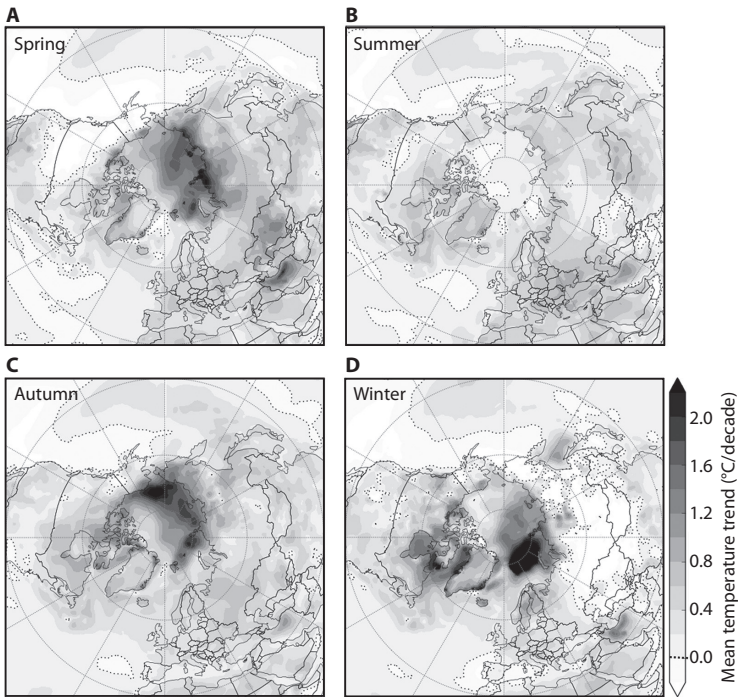 A
Spring
B
Summer
C
Autumn
D
Winter
2.0
1.6
1.2
0.8
0.4
0.0
Mean temperature trend (°C/decade)